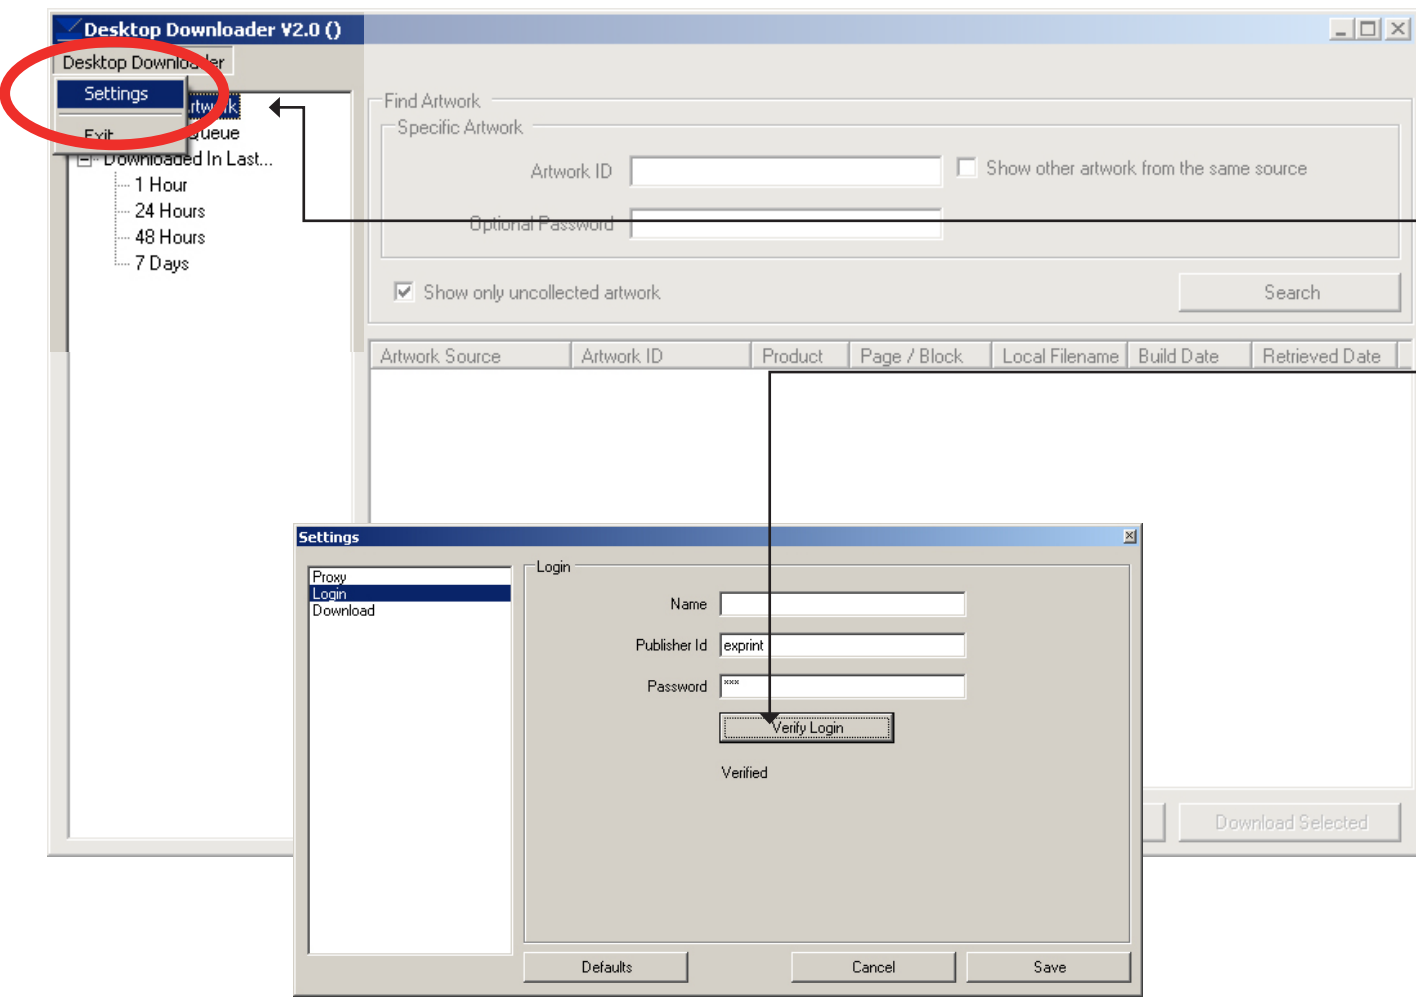 Desktop Downloader V2.0 ()
Desktop Downloader
Settings
Artwork
Exit
Queue
Downloaded In Last...
1 Hour
24 Hours
48 Hours
7 Days
Find Artwork
Specific Artwork
Artwork ID
Show other artwork from the same source
Optional Password
Show only uncollected artwork
Search
Artwork Source Artwork ID Product Page / Block Local Filename Build Date Retrieved Date
Download Selected
Settings
Proxy
Login
Download
Login
Name
Publisher Id exprint
Password ***
Verify Login
Verified
Defaults Cancel Save